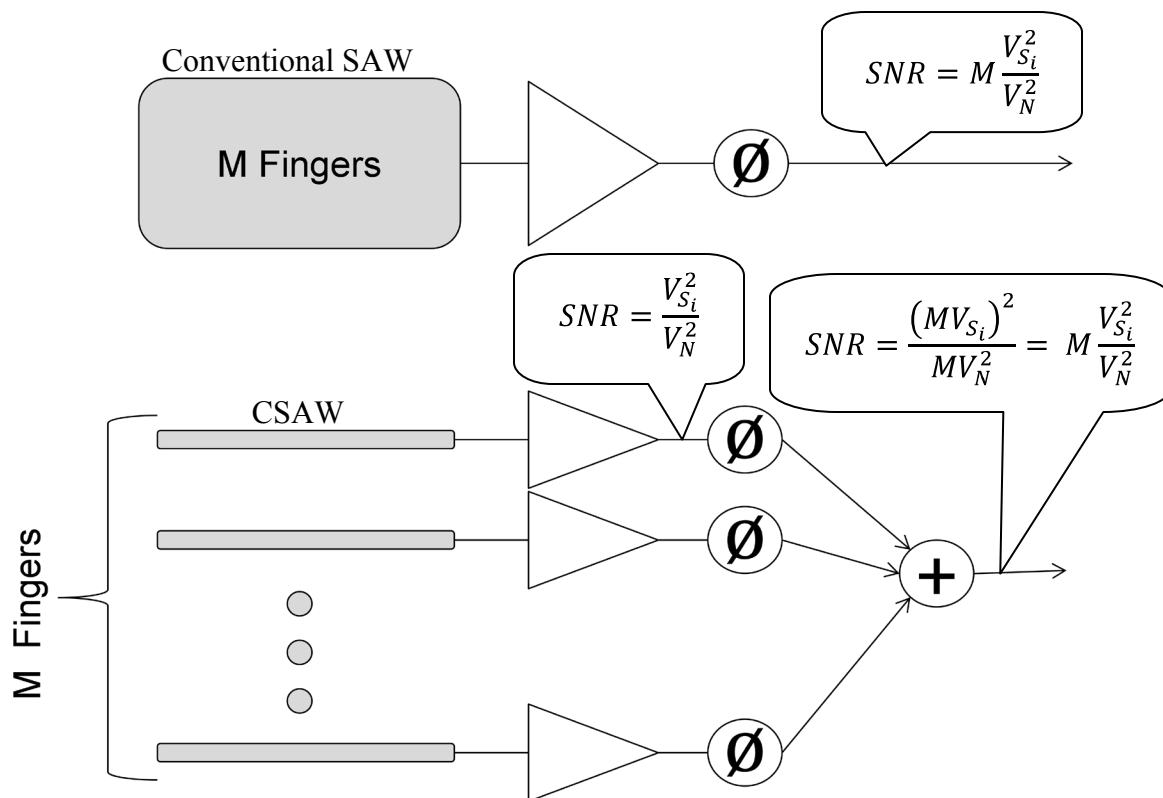 Conventional SAW
M Fingers
Ø
SNR = M V_{S_i}^2 / V_N^2
SNR = V_{S_i}^2 / V_N^2
SNR = (MV_{S_i})^2 / MV_N^2 = M V_{S_i}^2 / V_N^2
CSAW
Ø
Ø
+
M Fingers
Ø